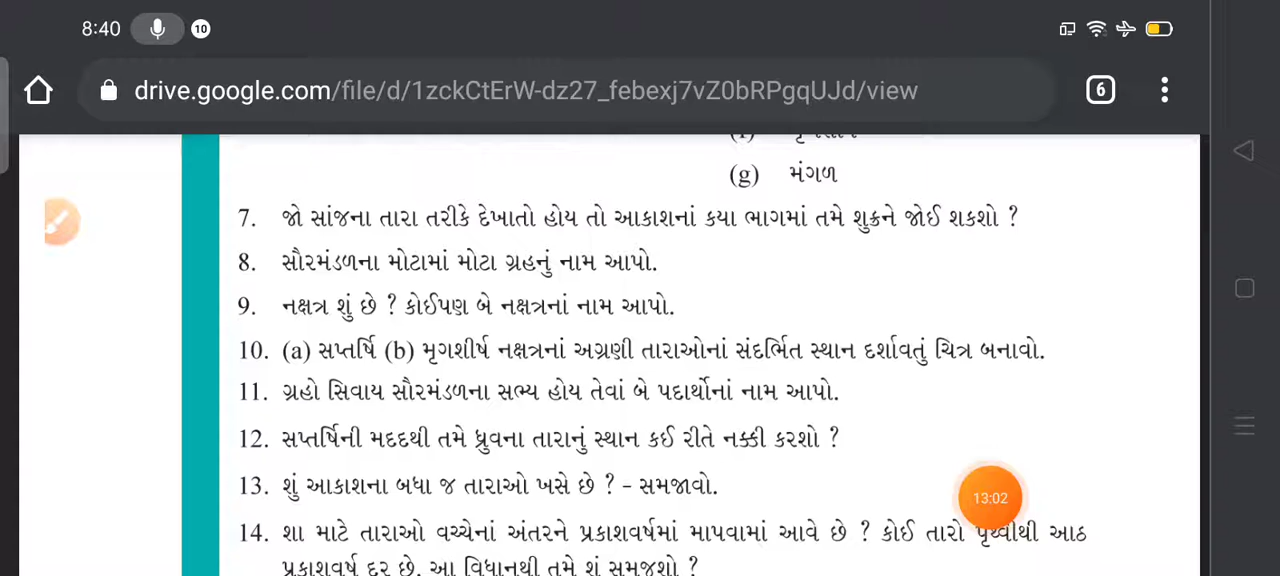 8:40 10
drive.google.com/file/d/1zckCtErW-dz27_febexj7vZ0bRPgqUJd/view 6
(g) મંગળ
7. જો સાંજના તારા તરીકે દેખાતો હોય તો આકાશનાં કયા ભાગમાં તમે શુક્રને જોઈ શકશો ?
8. સૌરમંડળના મોટામાં મોટા ગ્રહનું નામ આપો.
9. નક્ષત્ર શું છે ? કોઈપણ બે નક્ષત્રનાં નામ આપો.
10. (a) સપ્તર્ષિ (b) મૃગશીર્ષ નક્ષત્રનાં અગ્રણી તારાઓનાં સંદર્ભિત સ્થાન દર્શાવતું ચિત્ર બનાવો.
11. ગ્રહો સિવાય સૌરમંડળના સભ્ય હોય તેવાં બે પદાર્થોનાં નામ આપો.
12. સપ્તર્ષિની મદદથી તમે ધ્રુવના તારાનું સ્થાન કઈ રીતે નક્કી કરશો ?
13. શું આકાશના બધા જ તારાઓ ખસે છે ? – સમજાવો.
13:02
14. શા માટે તારાઓ વચ્ચેનાં અંતરને પ્રકાશવર્ષમાં માપવામાં આવે છે ? કોઈ તારો પૃથ્વીથી આઠ
પ્રકાશવર્ષ દૂર છે. આ વિધાનથી તમે શું સમજશો ?